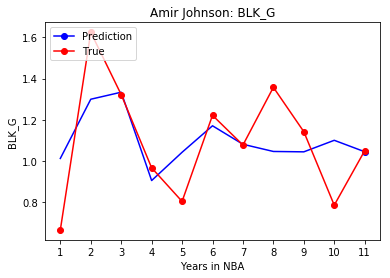 Amir Johnson: BLK_G
Prediction
True
BLK_G
1.6
1.4
1.2
1.0
0.8
1 2 3 4 5 6 7 8 9 10 11
Years in NBA